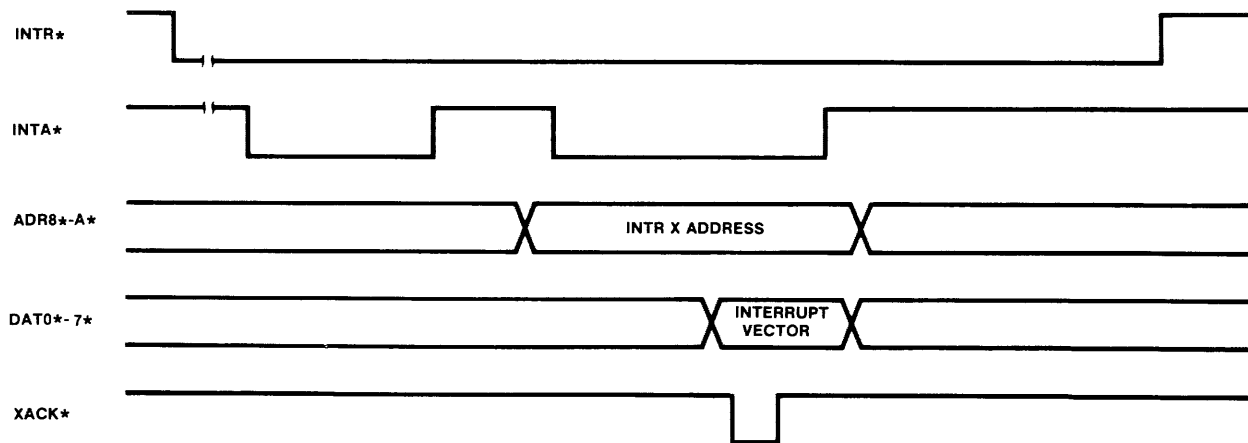 INTR*
INTA*
ADR8*-A*
INTR X ADDRESS
DAT0*-7*
INTERRUPT
VECTOR
XACK*